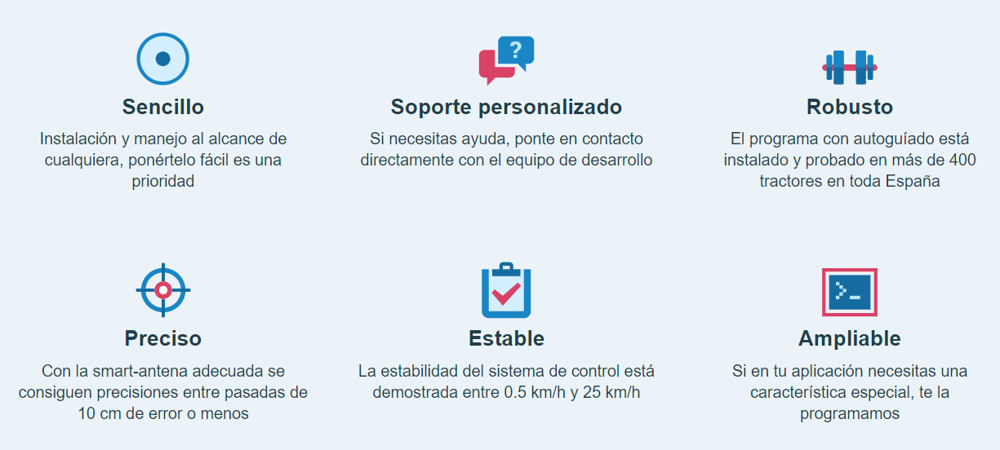 ?
Sencillo
Instalación y manejo al alcance de
cualquiera, ponértelo fácil es una
prioridad
Soporte personalizado
Si necesitas ayuda, ponte en contacto
directamente con el equipo de desarrollo
Robusto
El programa con autoguíado está
instalado y probado en más de 400
tractores en toda España
>_
Preciso
Con la smart-antena adecuada se
consiguen precisiones entre pasadas de
10 cm de error o menos
Estable
La estabilidad del sistema de control está
demostrada entre 0.5 km/h y 25 km/h
Ampliable
Si en tu aplicación necesitas una
característica especial, te la
programamos